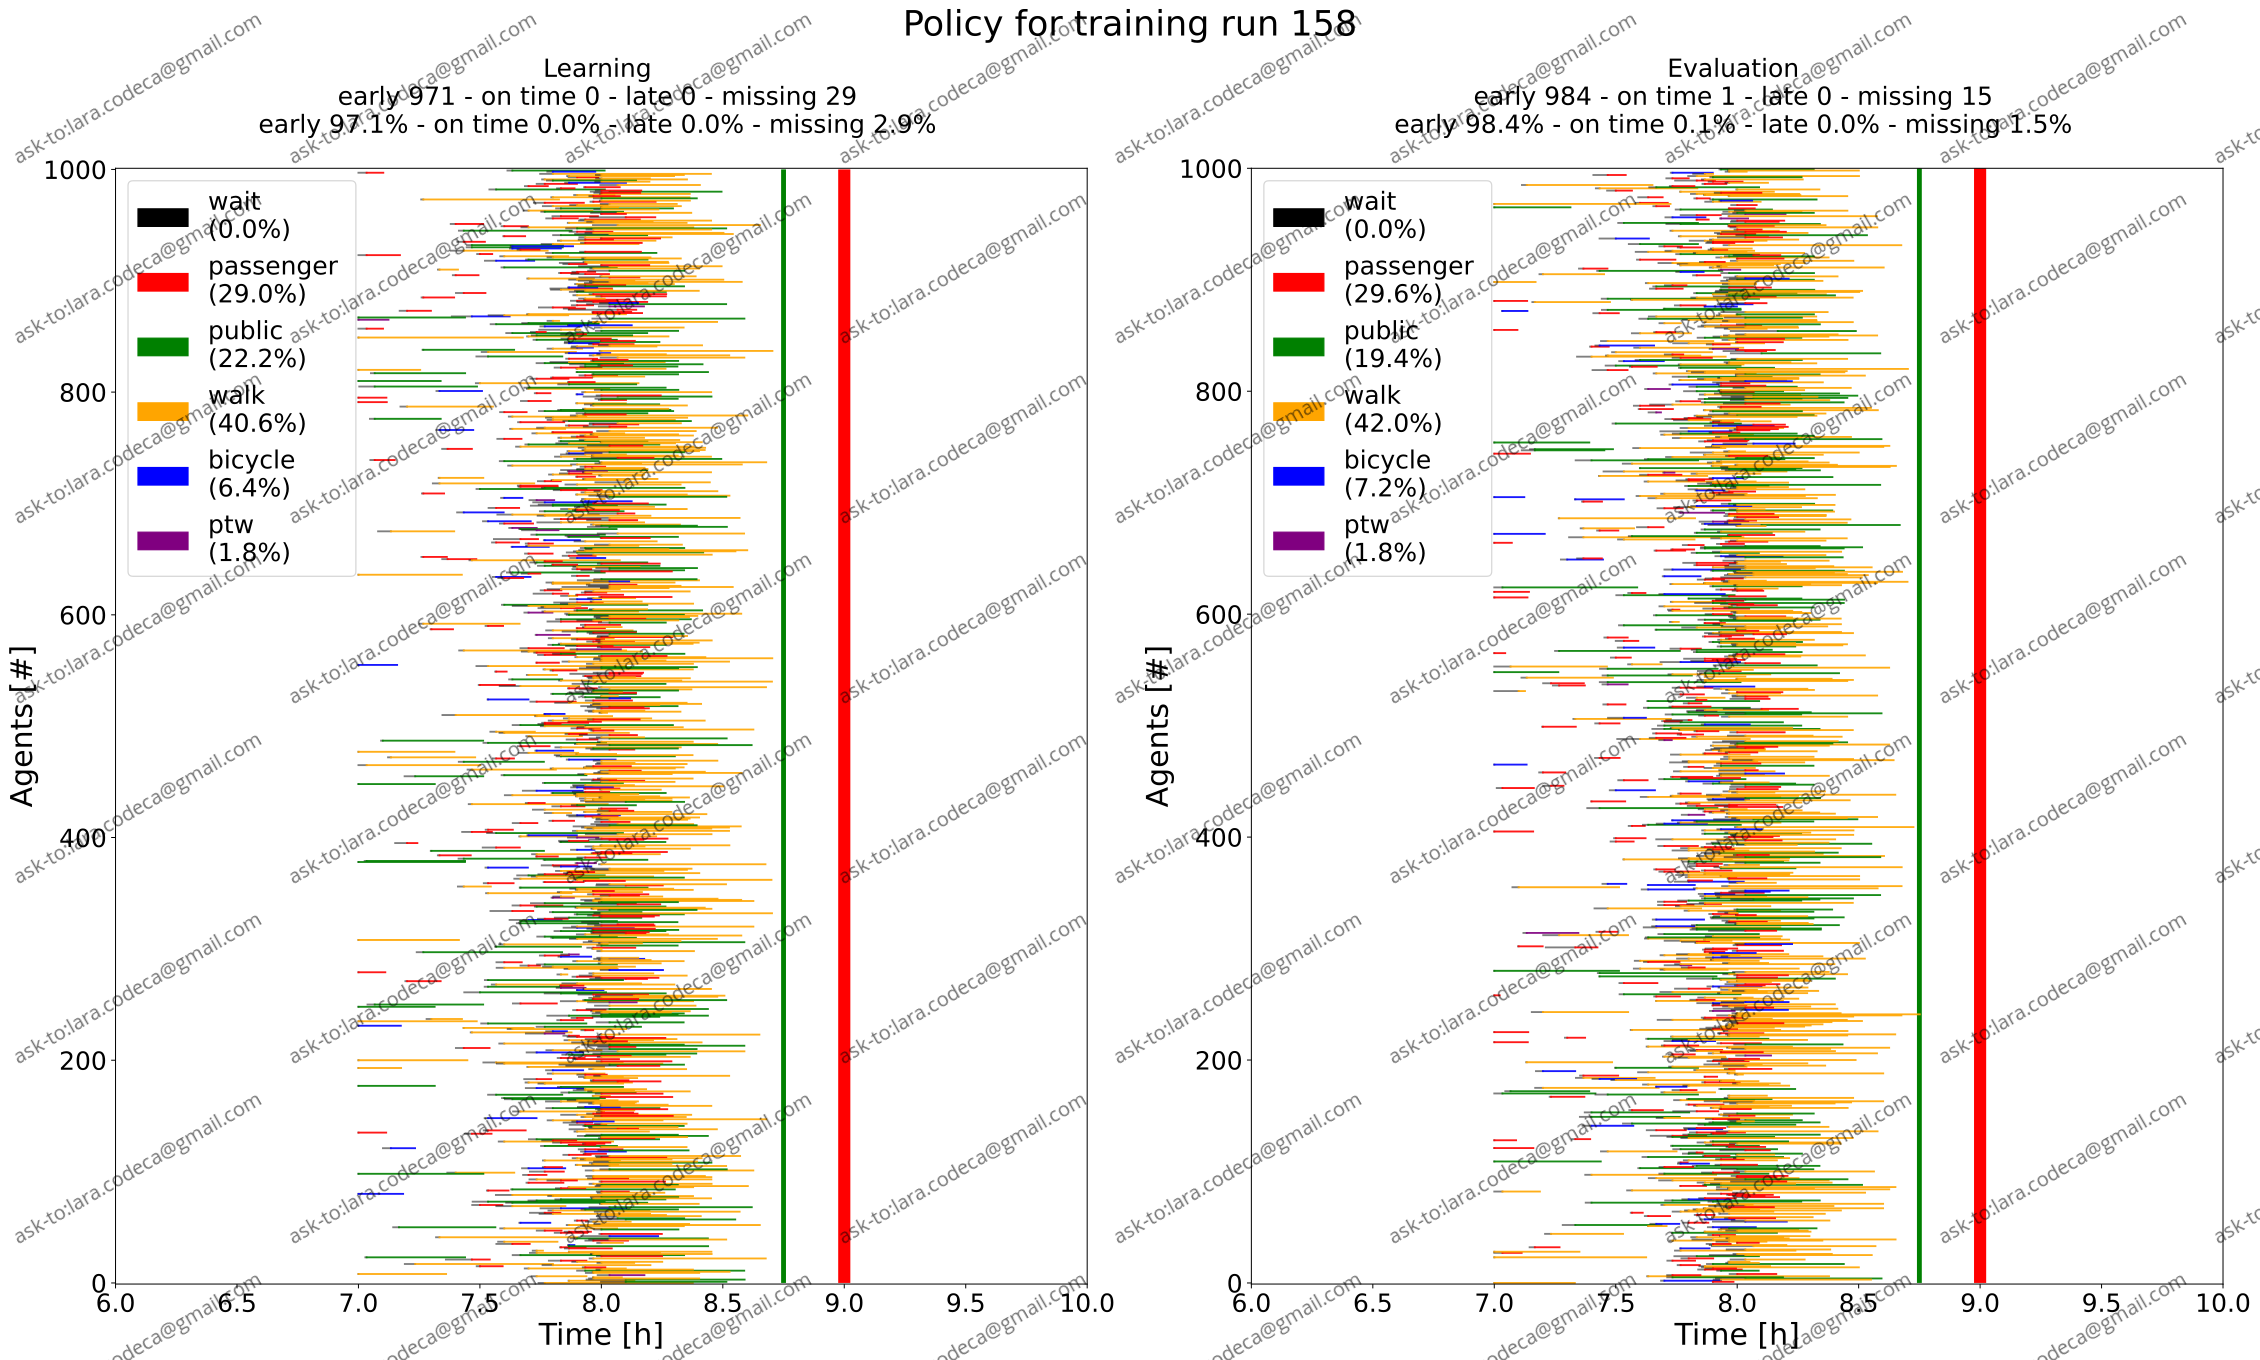 Policy for training run 158
Learning
early 971 - on time 0 - late 0 - missing 29
early 97.1% - on time 0.0% - late 0.0% - missing 2.9%
Evaluation
early 984 - on time 1 - late 0 - missing 15
early 98.4% - on time 0.1% - late 0.0% - missing 1.5%
1000
800
600
400
200
0
Agents [#]
wait
(0.0%)
passenger
(29.0%)
public
(22.2%)
walk
(40.6%)
bicycle
(6.4%)
ptw
(1.8%)
6.0 6.5 7.0 7.5 8.0 8.5 9.0 9.5 10.0
Time [h]
1000
800
600
400
200
0
Agents [#]
wait
(0.0%)
passenger
(29.6%)
public
(19.4%)
walk
(42.0%)
bicycle
(7.2%)
ptw
(1.8%)
6.0 6.5 7.0 7.5 8.0 8.5 9.0 9.5 10.0
Time [h]
ask-to:lara.codeca@gmail.com